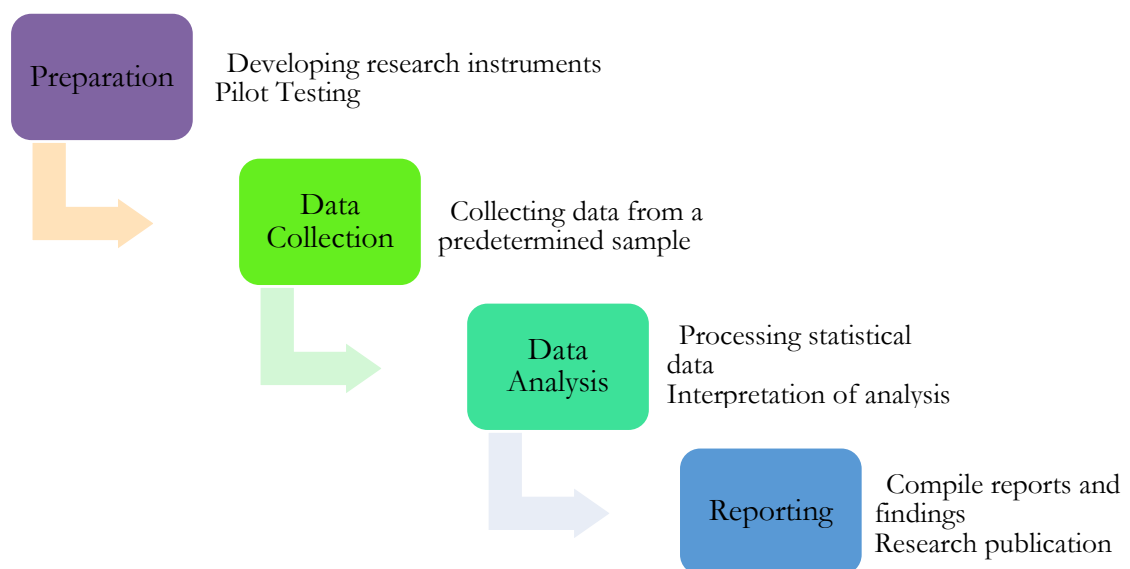 Preparation
Developing research instruments
Pilot Testing
Data
Collection
Collecting data from a
predetermined sample
Data
Analysis
Processing statistical
data
Interpretation of analysis
Reporting
Compile reports and
findings
Research publication